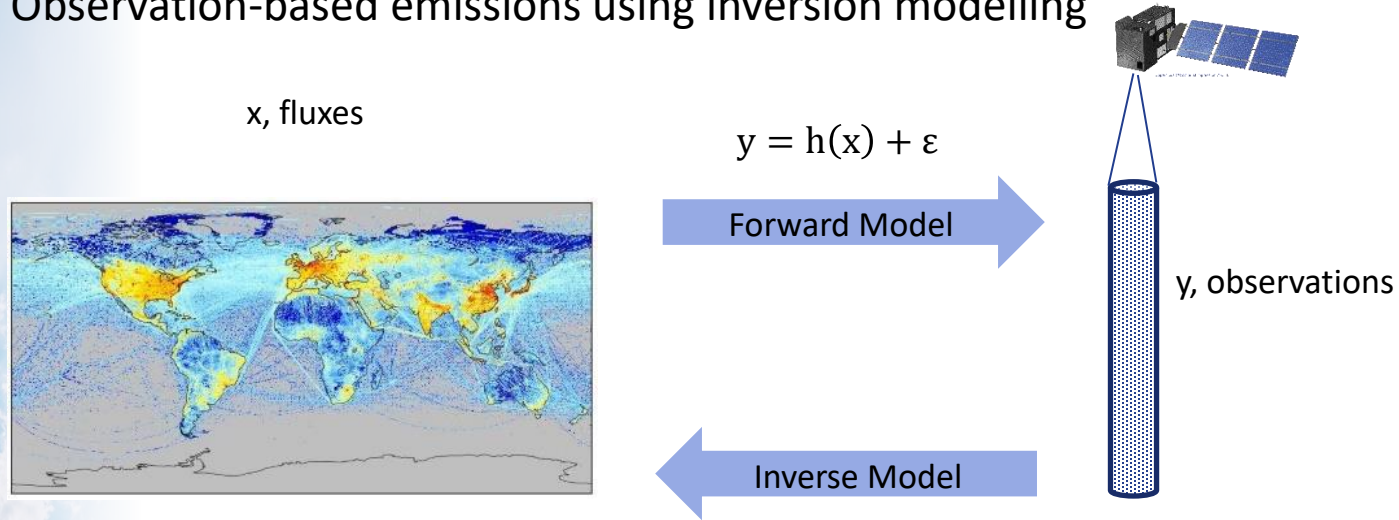 Observation-based emissions using inversion modelling
x, fluxes
y = h(x) + ε
Forward Model
y, observations
Inverse Model